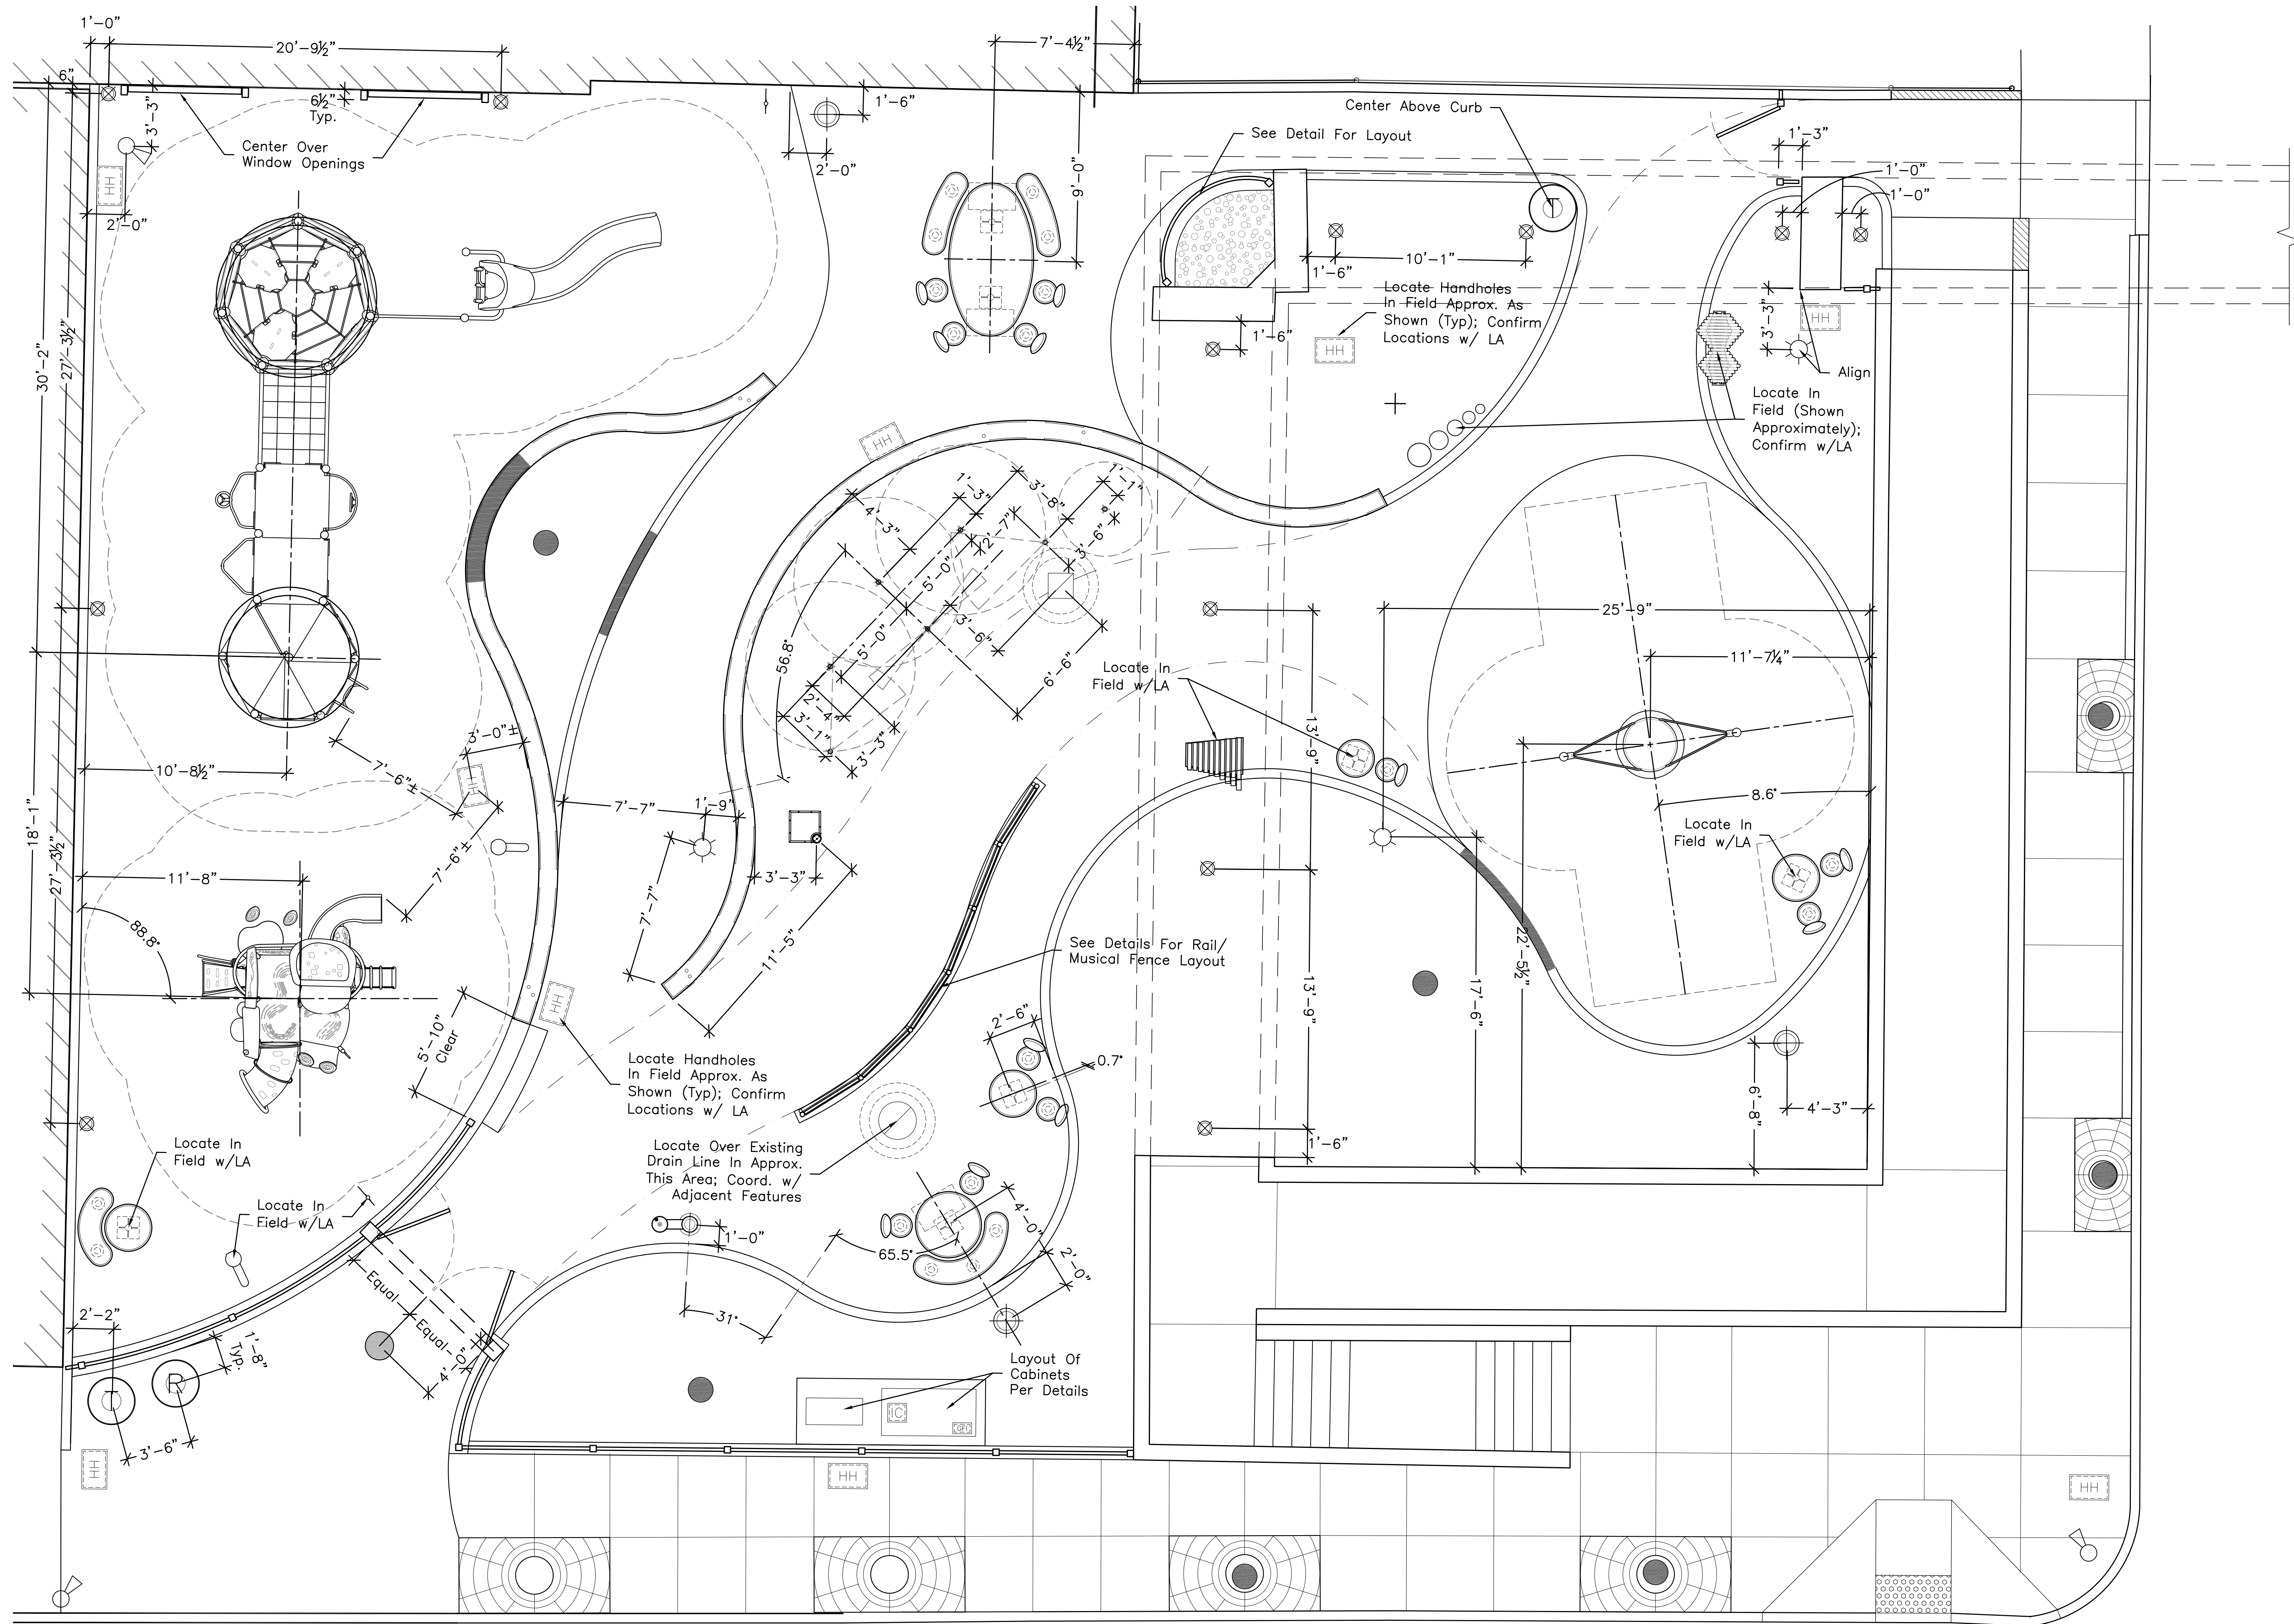 1'-0"
20'-9½"
7'-4½"
6"
3'-3"
6½"
Typ.
1'-6"
Center Above Curb
See Detail For Layout
Center Over
Window Openings
1'-3"
2'-0"
9'-0"
1'-0"
1'-0"
HH
2'-0"
10'-1"
1'-6"
T
Locate Handholes
In Field Approx. As
Shown (Typ); Confirm
Locations w/ LA
1'-6"
HH
3'-3"
HH
Align
30'-2"
27'-3½"
Locate In
Field (Shown
Approximately);
Confirm w/LA
HH
1'-3"
3'-8"
1'-1"
4'-3"
2'-7"
3'-6"
5'-0"
25'-9"
3'-6"
5'-0"
56.8°
11'-7¼"
6'-6"
Locate In
Field w/LA
2'-4"
3'-1"
3'-3"
13'-9"
3'-0"±
10'-8½"
7'-6"±
HH
8.6°
7'-7"
1'-9"
18'-1"
27'-3½"
7'-6"±
Locate In
Field w/LA
11'-8"
3'-3"
7'-7"
88.8°
11'-5"
22'-5½"
See Details For Rail/
Musical Fence Layout
13'-9"
17'-6"
5'-10"
Clear
HH
2'-6"
Locate Handholes
In Field Approx. As
Shown (Typ); Confirm
Locations w/ LA
0.7°
6'-8"
4'-3"
Locate In
Field w/LA
Locate Over Existing
Drain Line In Approx.
This Area; Coord. w/
Adjacent Features
1'-6"
Locate In
Field w/LA
4'-0"
1'-0"
65.5°
2'-0"
Equal
Equal
31°
2'-2"
1'-8"
Typ.
4'-0"
Layout Of
Cabinets
Per Details
T
R
IC
GFI
3'-6"
HH
HH
HH